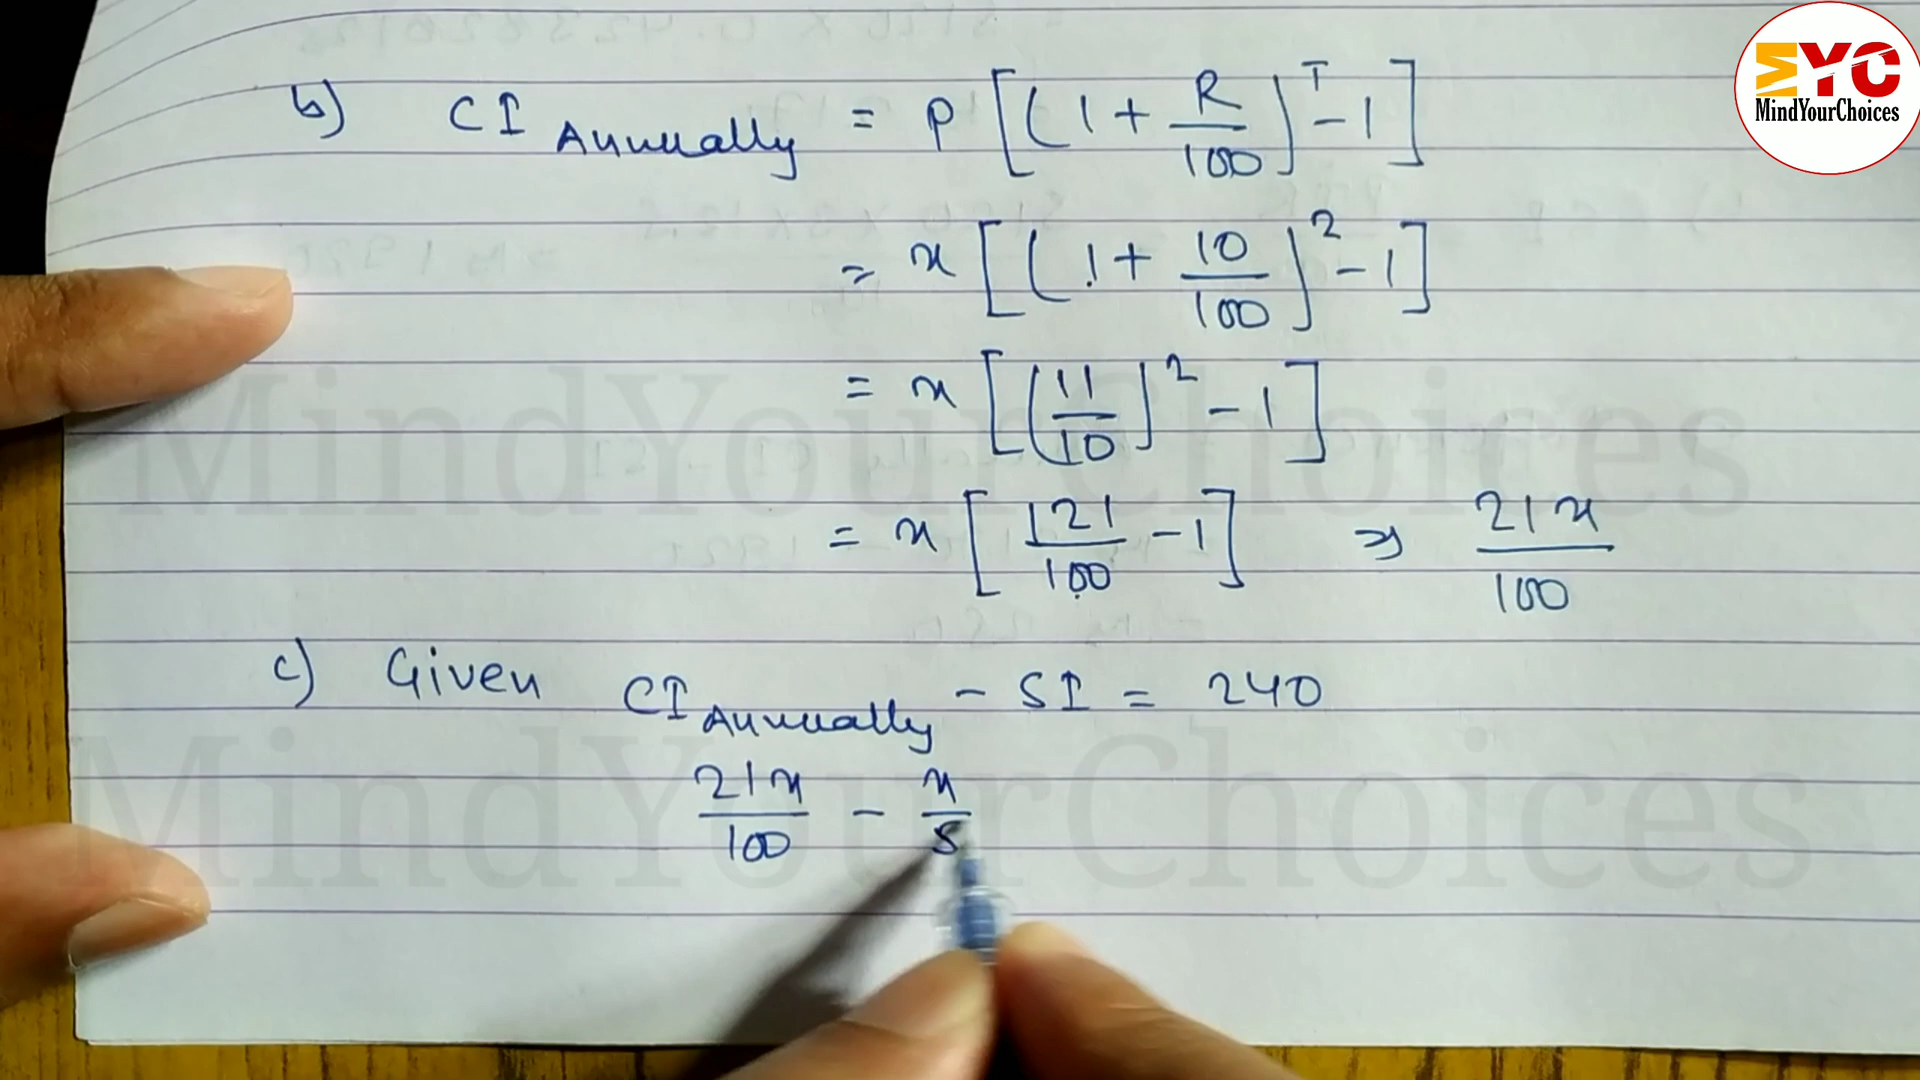 MYC
MindYourChoices
b) CI Annually = P [(1 + R/100)^T - 1]
= x [(1 + 10/100)^2 - 1]
= x [(11/10)^2 - 1]
= x [121/100 - 1] ⇒ 21x/100
c) Given CI Annually - SI = 240
21x/100 - x/5
MindYourChoices
MindYourChoices